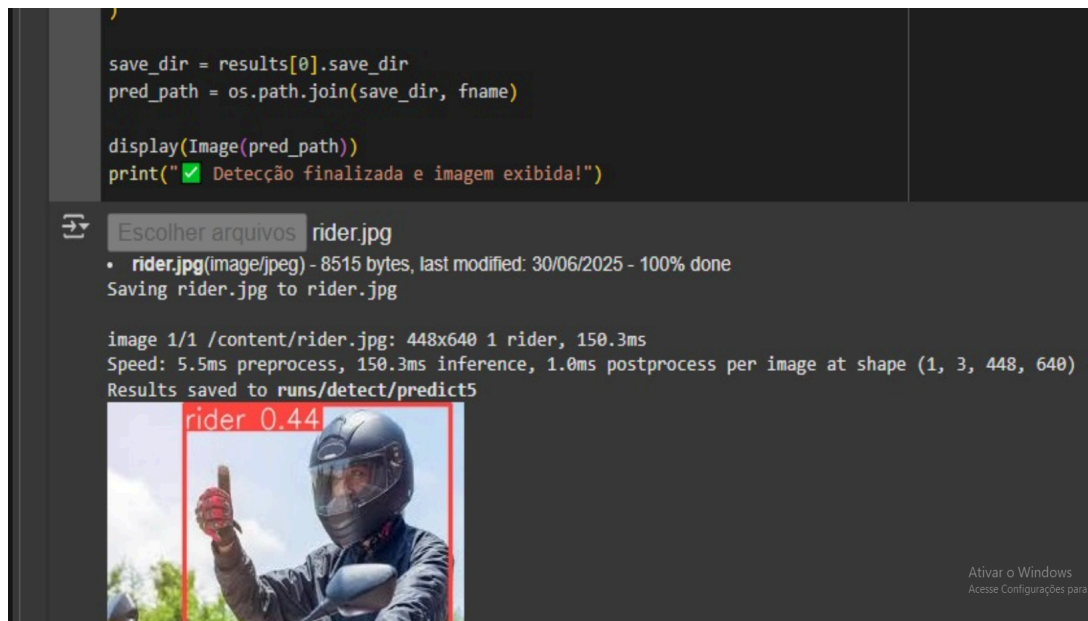 )
save_dir = results[0].save_dir
pred_path = os.path.join(save_dir, fname)
display(Image(pred_path))
print("✅ Detecção finalizada e imagem exibida!")
Escolher arquivos rider.jpg
• rider.jpg(image/jpeg) - 8515 bytes, last modified: 30/06/2025 - 100% done
Saving rider.jpg to rider.jpg
image 1/1 /content/rider.jpg: 448x640 1 rider, 150.3ms
Speed: 5.5ms preprocess, 150.3ms inference, 1.0ms postprocess per image at shape (1, 3, 448, 640)
Results saved to runs/detect/predict5
rider 0.44
Ativar o Windows
Acesse Configurações para